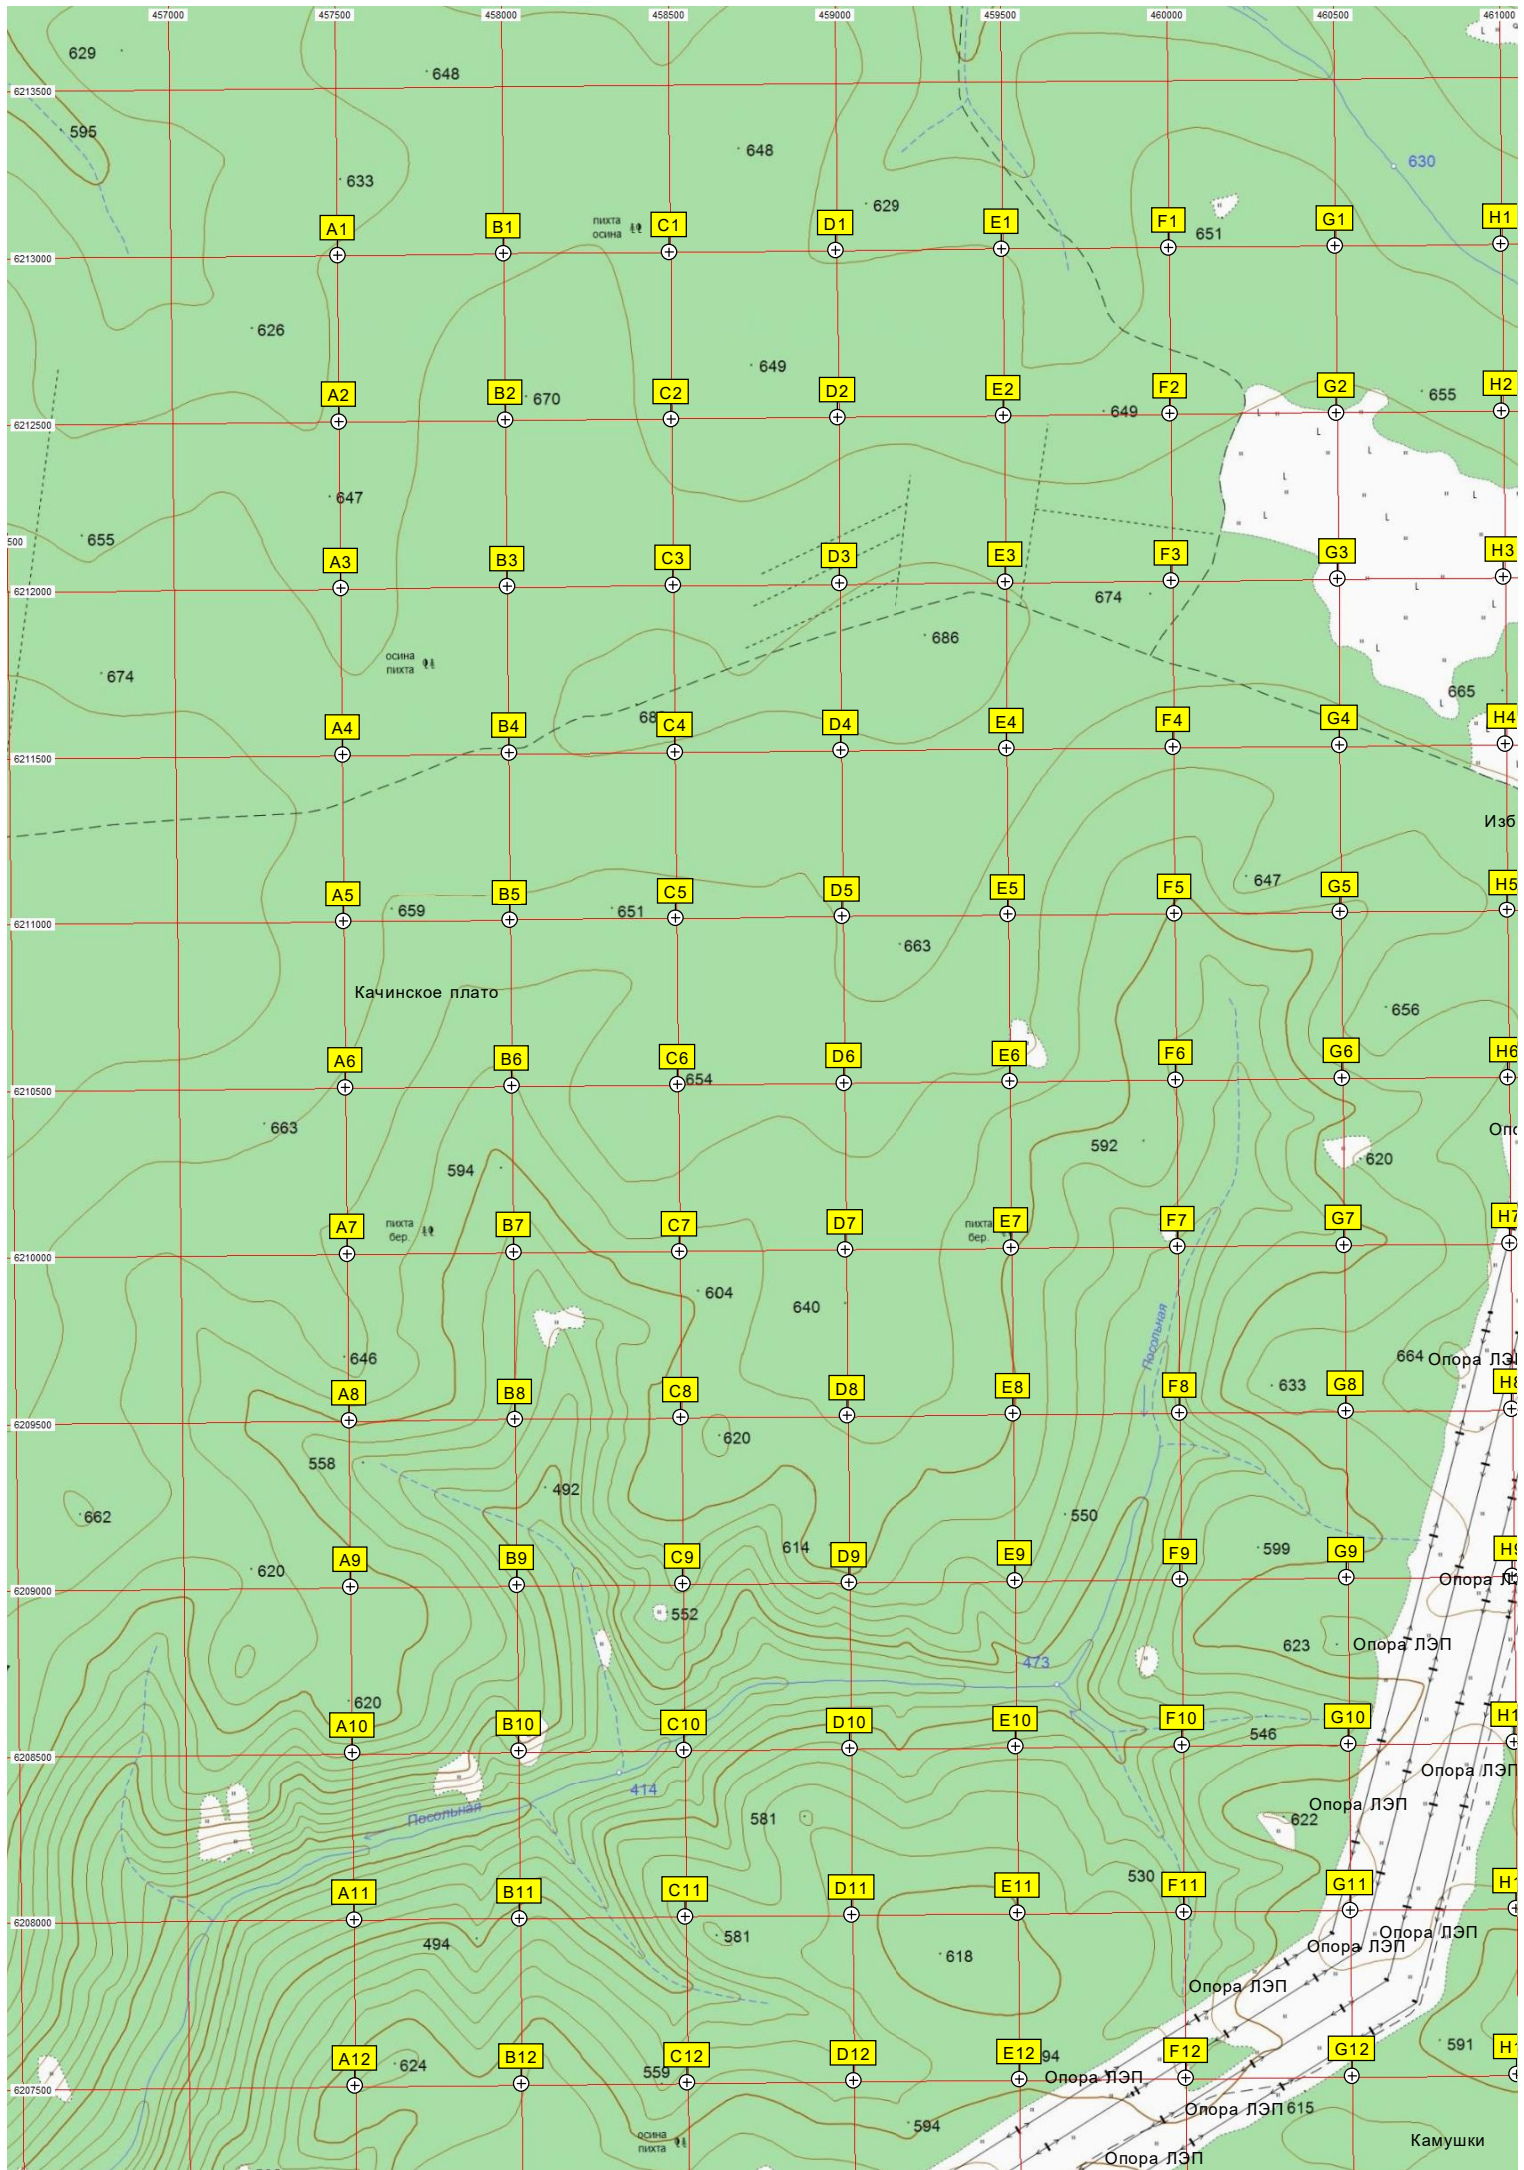 457000 457500 458000 458500 459000 459500 460000 460500 461000
629
648
6213500
595
648
630
633
629
пихта
осина
A1 B1 C1 D1 E1 F1 G1 H1
651
6213000
626
649
A2 B2 C2 D2 E2 F2 G2 H2
670
649
655
6212500
647
655
500
A3 B3 C3 D3 E3 F3 G3 H3
6212000
674
686
осина
пихта
674
665
A4 B4 C4 D4 E4 F4 G4 H4
6211500
Изб
647
A5 B5 C5 D5 E5 F5 G5 H5
659
651
6211000
663
Качинское плато
656
A6 B6 C6 D6 E6 F6 G6 H6
654
6210500
663
592
594
620
A7 B7 C7 D7 E7 F7 G7 H7
пихта
бер.
пихта
бер.
6210000
604
640
Посольная
646
664
Опора ЛЭП
633
A8 B8 C8 D8 E8 F8 G8 H8
6209500
620
558
492
662
550
614
599
A9 B9 C9 D9 E9 F9 G9 H9
620
Опора Л
6209000
552
623
Опора ЛЭП
473
620
A10 B10 C10 D10 E10 F10 G10 H1
546
6208500
Опора ЛЭП
414
Опора ЛЭП
Посольная
581
622
530
A11 B11 C11 D11 E11 F11 G11 H1
6208000
581
494
618
Опора ЛЭП
Опора ЛЭП
Опора ЛЭП
A12 B12 C12 D12 E12 F12 G12 H1
624
559
94
591
Опора ЛЭП
6207500
Опора ЛЭП
615
594
осина
пихта
Камушки
Опора ЛЭП